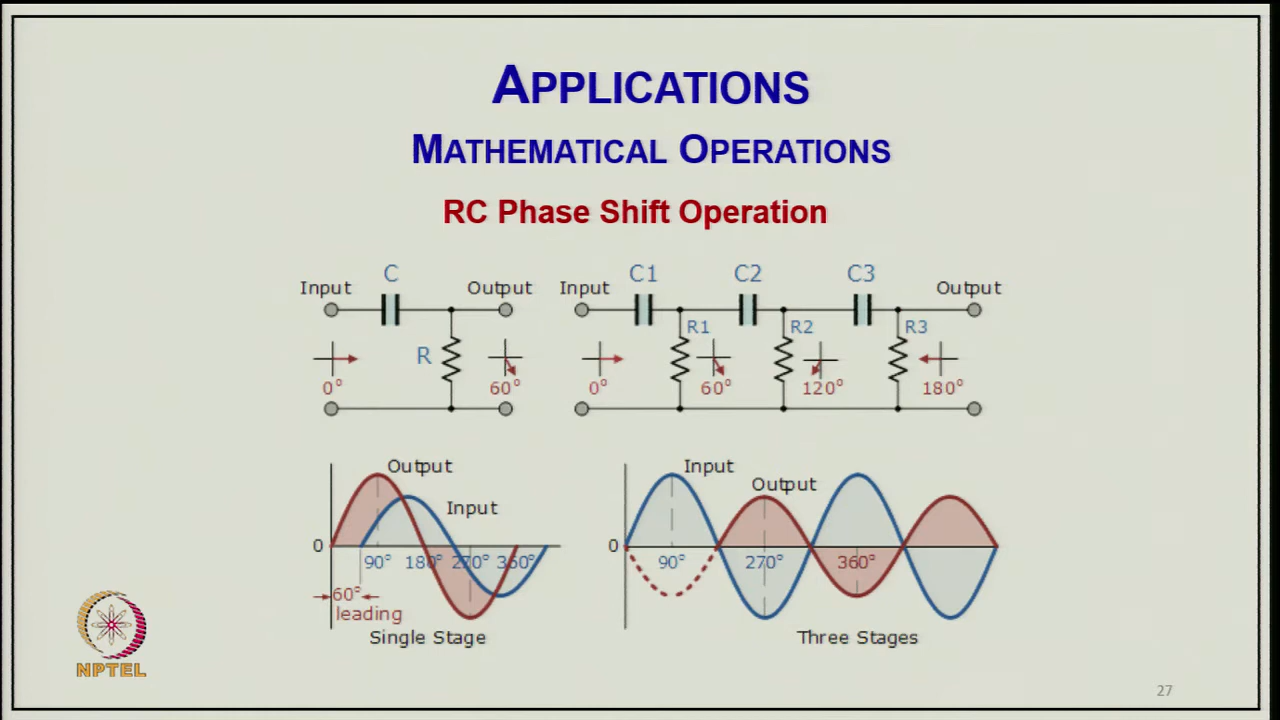 APPLICATIONS
MATHEMATICAL OPERATIONS
RC Phase Shift Operation
Input C Output
R
0° 60°
Input C1 C2 C3 Output
R1 R2 R3
0° 60° 120° 180°
Output
Input
0 90° 180° 270° 360°
60°
leading
Single Stage
Input
Output
0 90° 270° 360°
Three Stages
NPTEL
27